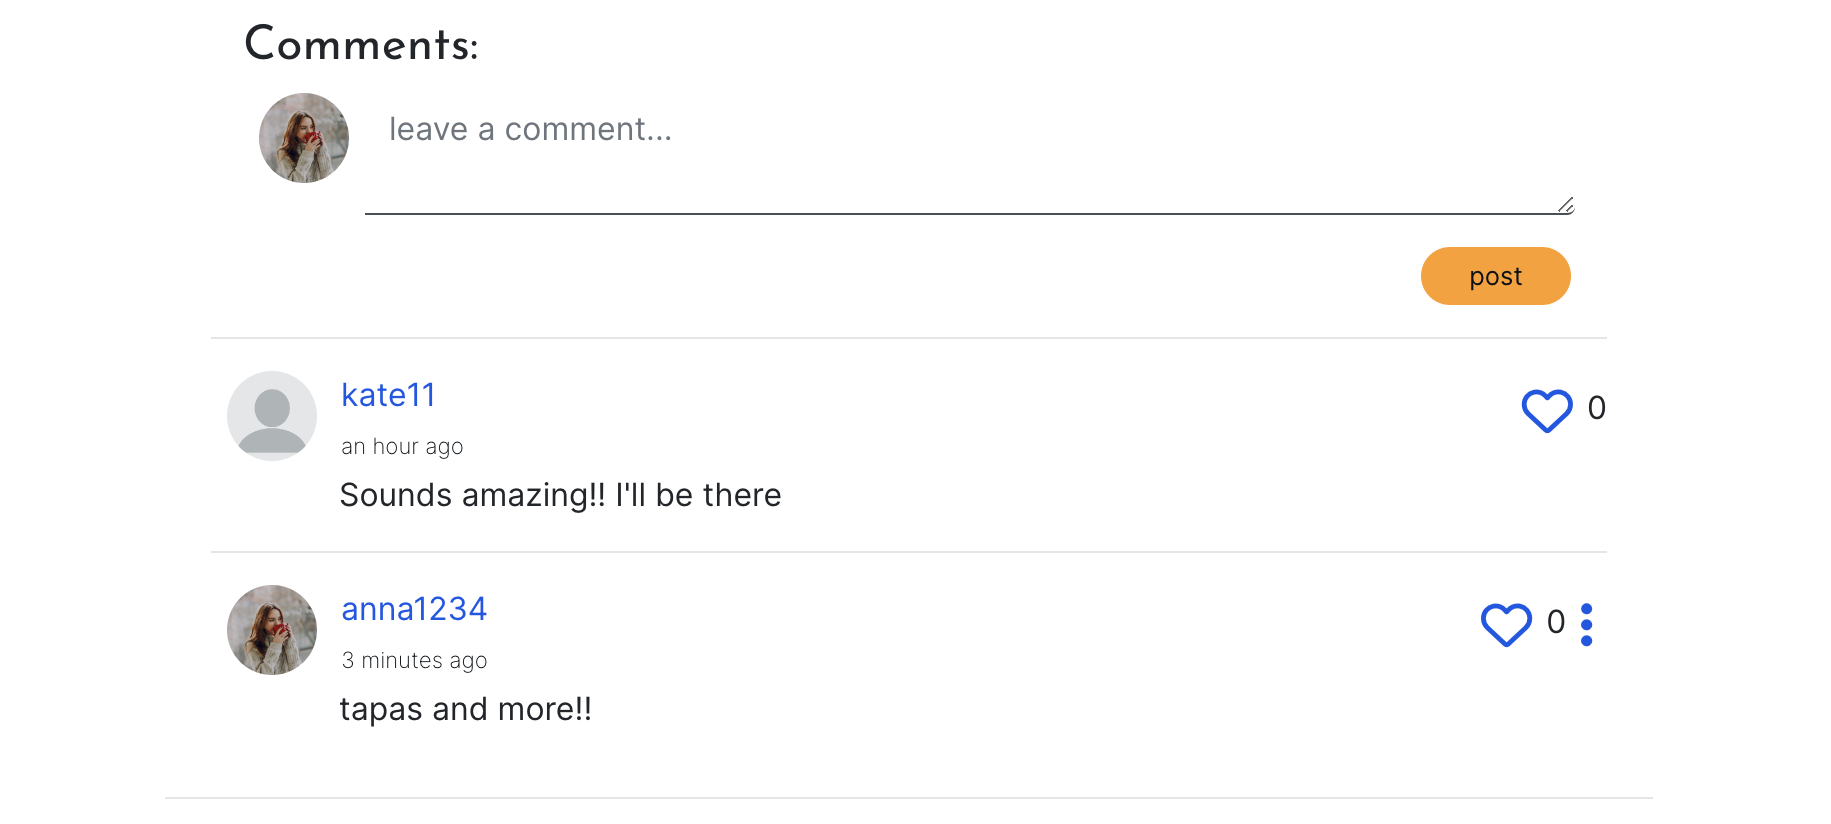 Comments:
leave a comment...
post
kate11
0
an hour ago
Sounds amazing!! I'll be there
anna1234
0
3 minutes ago
tapas and more!!